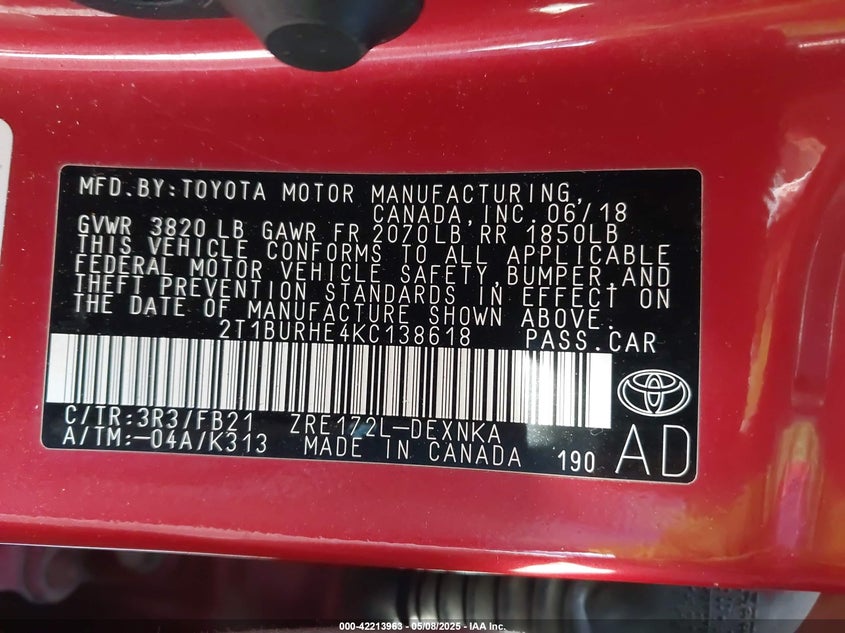 MFD.BY:TOYOTA MOTOR MANUFACTURING,
CANADA,INC. 06/18
GVWR 3820 LB GAWR FR 2070LB RR 1850LB
THIS VEHICLE CONFORMS TO ALL APPLICABLE
FEDERAL MOTOR VEHICLE SAFETY,BUMPER,AND
THEFT PREVENTION STANDARDS IN EFFECT ON
THE DATE OF MANUFACTURE SHOWN ABOVE.
2T1BURHE4KC138618 PASS.CAR
C/TR:3R3/FB21 ZRE172L-DEXNKA
A/TM:-04A/K313 MADE IN CANADA 190 AD
000-42213963 - 05/08/2025 - IAA Inc.